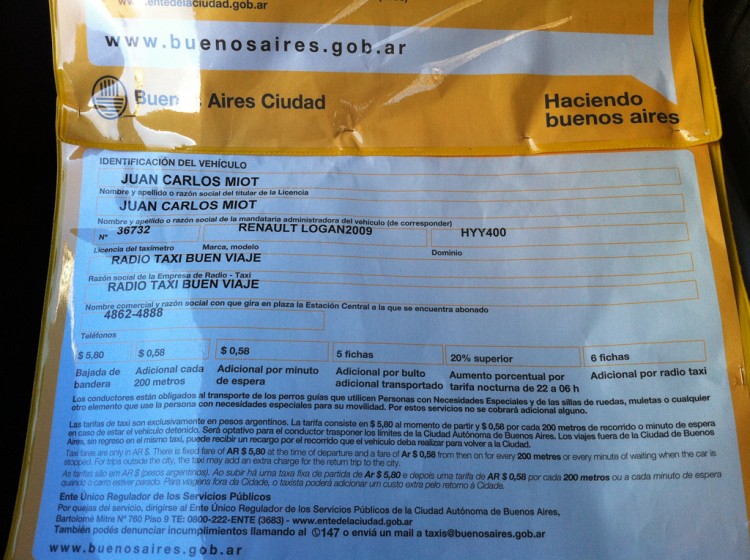 .entedelaciudad.gob.ar
www.buenosaires.gob.ar
Buenos Aires Ciudad
Haciendo
buenos aires
IDENTIFICACIÓN DEL VEHÍCULO
JUAN CARLOS MIOT
Nombre y apellido o razón social del titular de la Licencia
JUAN CARLOS MIOT
Nombre y apellido o razón social de la mandataria administradora del vehículo (de corresponder)
Nº 36732 RENAULT LOGAN2009 HYY400
Licencia del taxímetro Marca, modelo Dominio
RADIO TAXI BUEN VIAJE
Razón social de la Empresa de Radio - Taxi
RADIO TAXI BUEN VIAJE
Nombre comercial y razón social con que gira en plaza la Estación Central a la que se encuentra abonado
4862-4888
Teléfonos
$ 5,80 $ 0,58 $ 0,58 5 fichas 20% superior 6 fichas
Bajada de bandera Adicional cada 200 metros Adicional por minuto de espera Adicional por bulto adicional transportado Aumento porcentual por tarifa nocturna de 22 a 06 h Adicional por radio taxi
Los conductores están obligados al transporte de los perros guías que utilicen Personas con Necesidades Especiales y de las sillas de ruedas, muletas o cualquier
otro elemento que use la persona con necesidades especiales para su movilidad. Por estos servicios no se cobrará adicional alguno.
Las tarifas de taxi son exclusivamente en pesos argentinos. La tarifa consiste en $ 5,80 al momento de partir y $ 0,58 por cada 200 metros de recorrido o minuto de espera
en caso de estar el vehículo detenido. Será optativo para el conductor trasponer los límites de la Ciudad Autónoma de Buenos Aires. Los viajes fuera de la Ciudad de Buenos
Aires, sin regreso en el mismo taxi, puede recibir un recargo por el recorrido que el vehículo deba realizar para volver a la Ciudad.
Taxi fares are only in AR $. There is fixed fare of AR $ 5,80 at the time of departure and a fare of Ar $ 0,58 from then on for every 200 metres or every minute of waiting when the car is
stopped. For trips outside the city, the taxi may add an extra charge for the return trip to the city.
As tarifas são em AR $ (pesos argentinos). Ao subir há uma taxa fixa de partida de Ar $ 5,80 e depois uma tarifa de AR $ 0,58 por cada 200 metros ou a cada minuto de espera
quando o carro estiver parado. Para viagens fora da Cidade, o taxista poderá adicionar um custo extra pelo retorno à Cidade.
Ente Único Regulador de los Servicios Públicos
Por quejas del servicio, dirigirse al Ente Único Regulador de los Servicios Públicos de la Ciudad Autónoma de Buenos Aires,
Bartolomé Mitre Nº 760 Piso 9 TE: 0800-222-ENTE (3683) - www.entedelaciudad.gob.ar
También podés denunciar incumplimientos llamando al 147 o enviá un mail a taxis@buenosaires.gob.ar
www.buenosaires.gob.ar